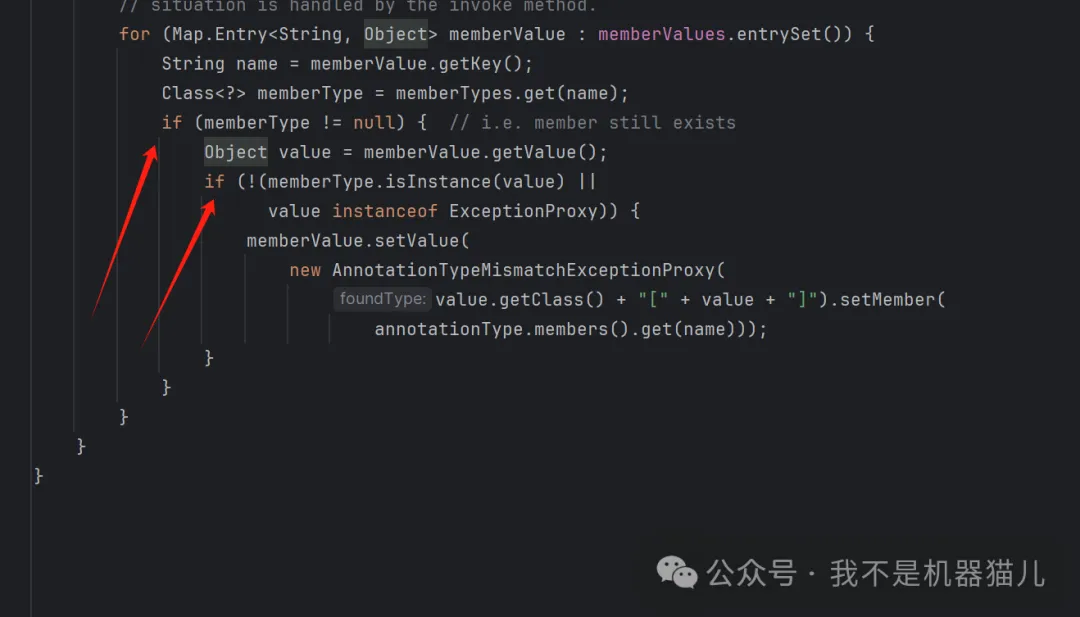 // situation is handled by the invoke method.
for (Map.Entry<String, Object> memberValue : memberValues.entrySet()) {
String name = memberValue.getKey();
Class<?> memberType = memberTypes.get(name);
if (memberType != null) {  // i.e. member still exists
Object value = memberValue.getValue();
if (!(memberType.isInstance(value) ||
value instanceof ExceptionProxy)) {
memberValue.setValue(
new AnnotationTypeMismatchExceptionProxy(
foundType: value.getClass() + "[" + value + "]").setMember(
annotationType.members().get(name)));
}
}
}
}
}
公众号 · 我不是机器猫儿